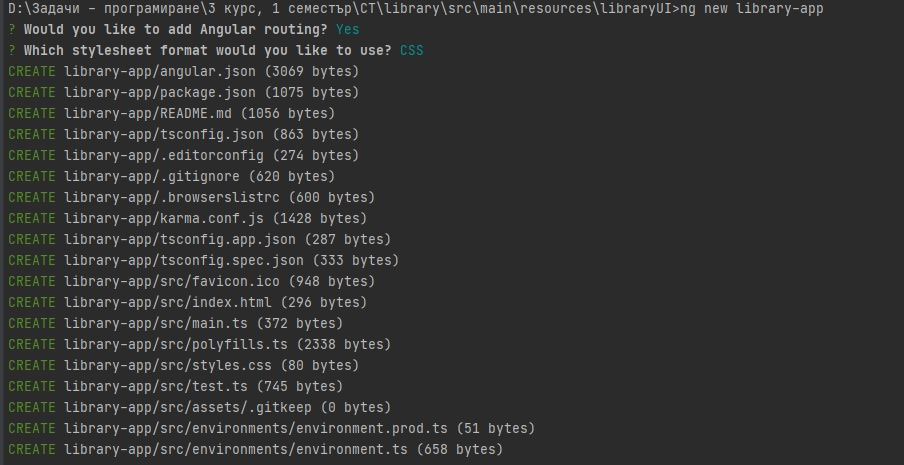 D:\Задачи - програмиране\3 курс, 1 семестър\СТ\library\src\main\resources\libraryUI>ng new library-app
? Would you like to add Angular routing? Yes
? Which stylesheet format would you like to use? CSS
CREATE library-app/angular.json (3069 bytes)
CREATE library-app/package.json (1075 bytes)
CREATE library-app/README.md (1056 bytes)
CREATE library-app/tsconfig.json (863 bytes)
CREATE library-app/.editorconfig (274 bytes)
CREATE library-app/.gitignore (620 bytes)
CREATE library-app/.browserslistrc (600 bytes)
CREATE library-app/karma.conf.js (1428 bytes)
CREATE library-app/tsconfig.app.json (287 bytes)
CREATE library-app/tsconfig.spec.json (333 bytes)
CREATE library-app/src/favicon.ico (948 bytes)
CREATE library-app/src/index.html (296 bytes)
CREATE library-app/src/main.ts (372 bytes)
CREATE library-app/src/polyfills.ts (2338 bytes)
CREATE library-app/src/styles.css (80 bytes)
CREATE library-app/src/test.ts (745 bytes)
CREATE library-app/src/assets/.gitkeep (0 bytes)
CREATE library-app/src/environments/environment.prod.ts (51 bytes)
CREATE library-app/src/environments/environment.ts (658 bytes)